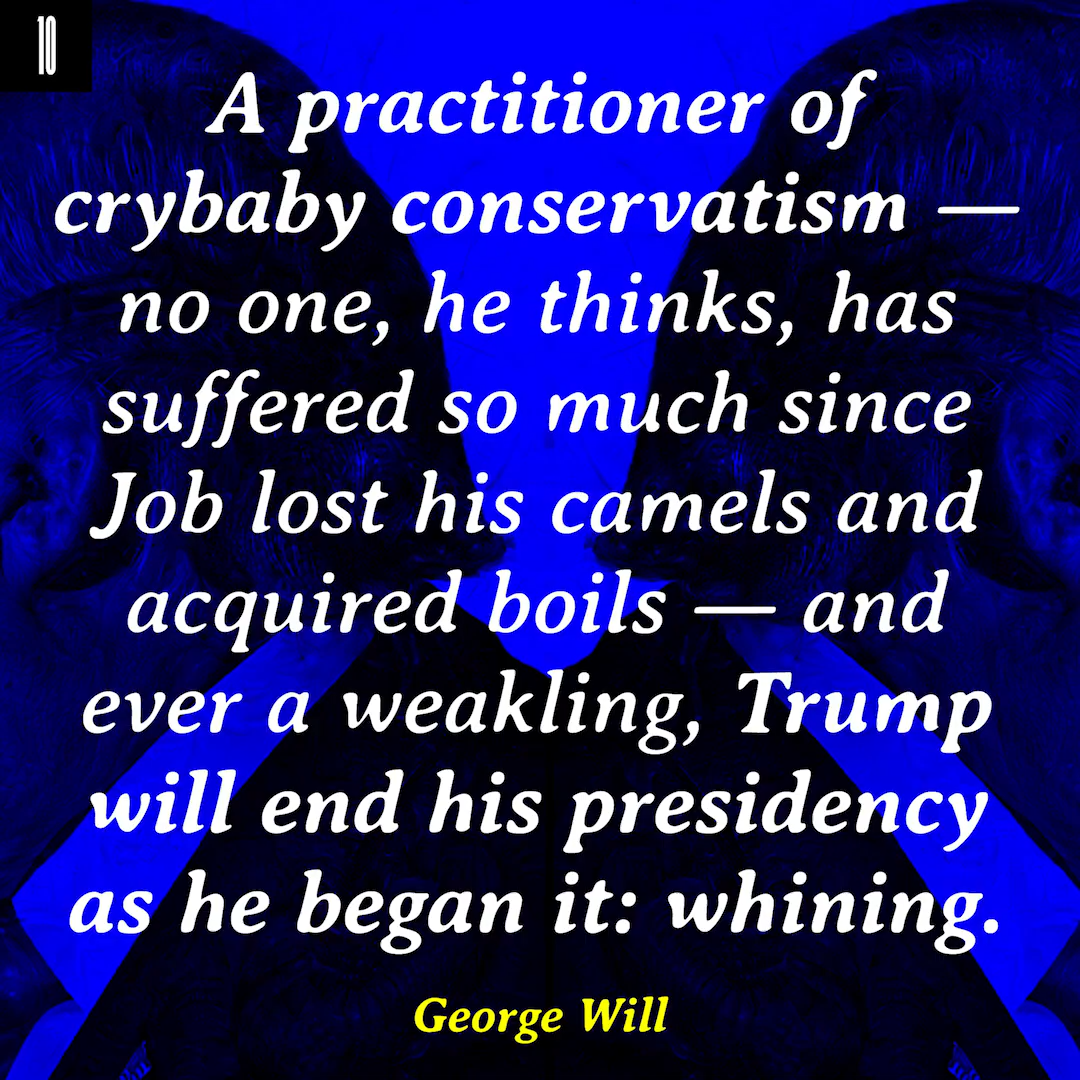 10
A practitioner of
crybaby conservatism —
no one, he thinks, has
suffered so much since
Job lost his camels and
acquired boils — and
ever a weakling, Trump
will end his presidency
as he began it: whining.
George Will